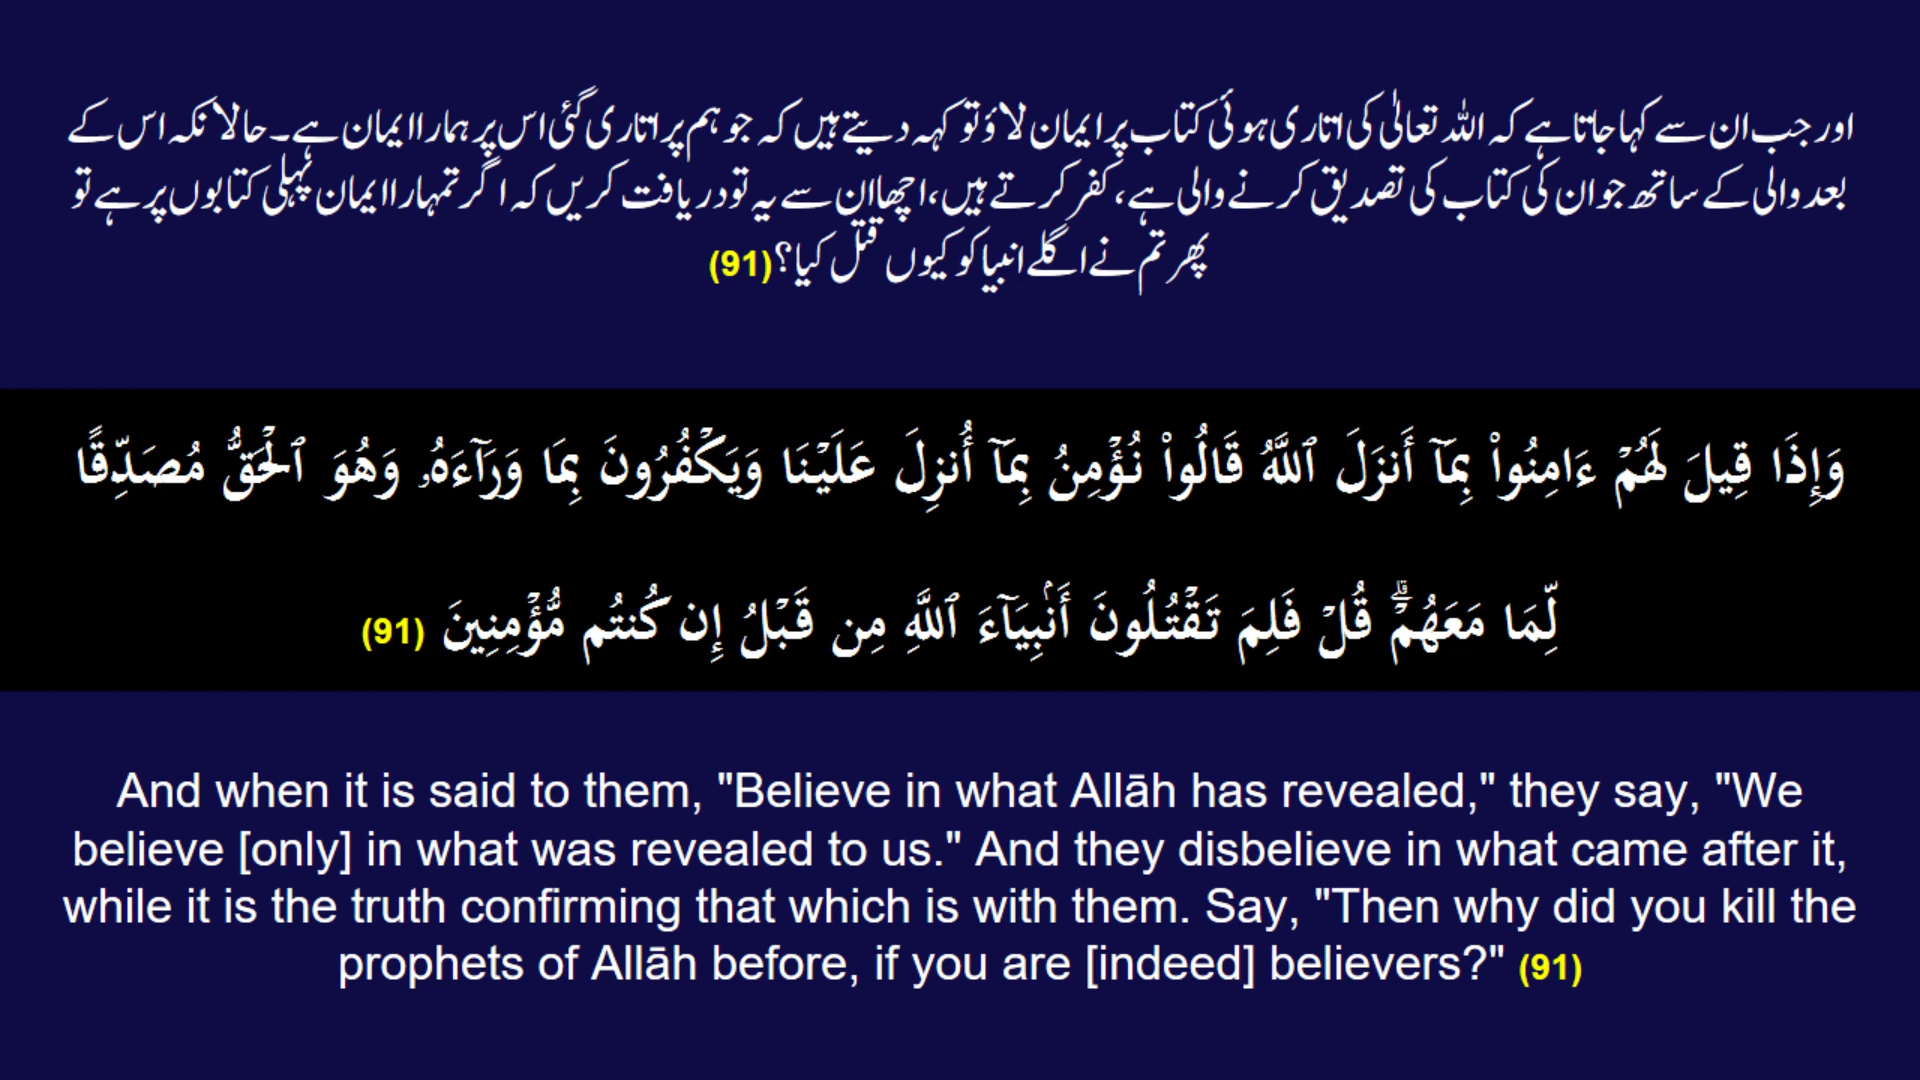 اور جب ان سے کہا جاتا ہے کہ اللہ تعالیٰ کی اتاری ہوئی کتاب پر ایمان لاؤ تو کہہ دیتے ہیں کہ جو ہم پر اتاری گئی اس پر ہمارا ایمان ہے۔ حالانکہ اس کے
بعد والی کے ساتھ جو ان کی کتاب کی تصدیق کرنے والی ہے، کفر کرتے ہیں، اچھا ان سے یہ تو دریافت کریں کہ اگر تمہارا ایمان پہلی کتابوں پر ہے تو
پھر تم نے اگلے انبیا کو کیوں قتل کیا؟ (91)
وَإِذَا قِيلَ لَهُمۡ ءَامِنُواْ بِمَآ أَنزَلَ ٱللَّهُ قَالُواْ نُؤۡمِنُ بِمَآ أُنزِلَ عَلَيۡنَا وَيَكۡفُرُونَ بِمَا وَرَآءَهُۥ وَهُوَ ٱلۡحَقُّ مُصَدِّقٗا
لِّمَا مَعَهُمۡۗ قُلۡ فَلِمَ تَقۡتُلُونَ أَنۢبِيَآءَ ٱللَّهِ مِن قَبۡلُ إِن كُنتُم مُّؤۡمِنِينَ (91)
And when it is said to them, "Believe in what Allāh has revealed," they say, "We
believe [only] in what was revealed to us." And they disbelieve in what came after it,
while it is the truth confirming that which is with them. Say, "Then why did you kill the
prophets of Allāh before, if you are [indeed] believers?" (91)